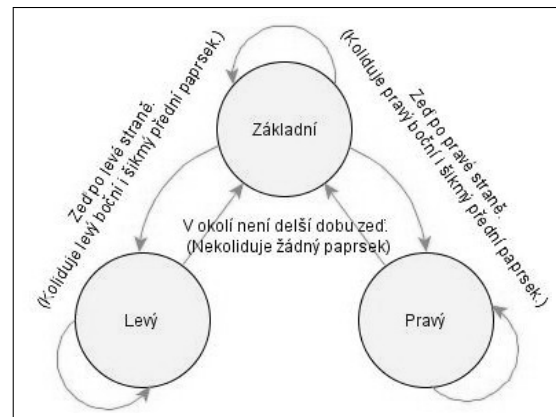 Zeď po levé straně.
(Koliduje levý boční i šikmý přední paprsek.)
Zeď po pravé straně.
(Koliduje pravý boční i šikmý přední paprsek.)
Základní
V okolí není delší dobu zeď.
(Nekoliduje žádný paprsek)
Levý
Pravý